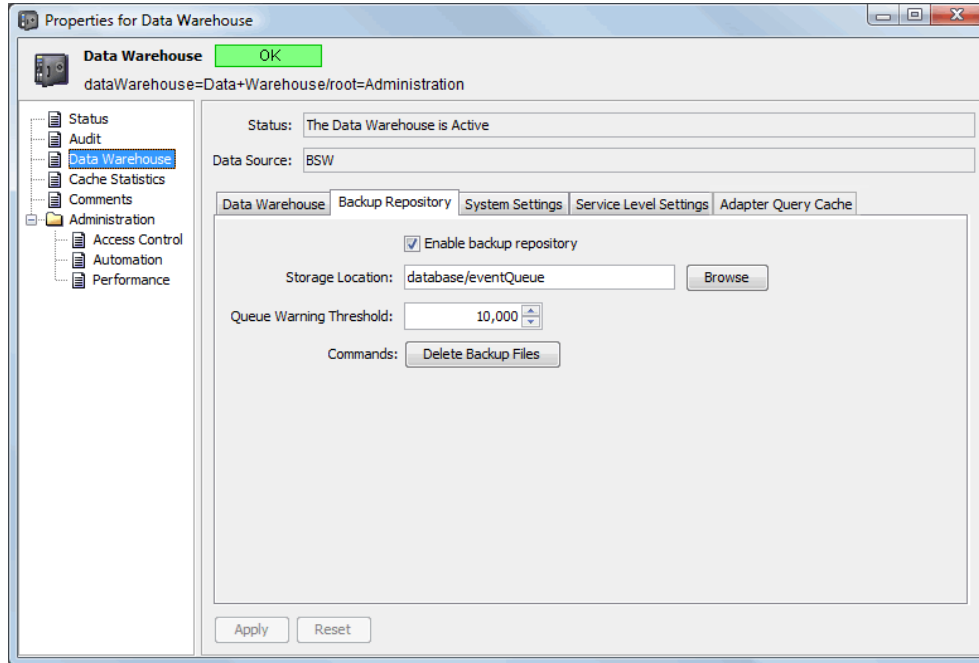 Properties for Data Warehouse
Data Warehouse OK
dataWarehouse=Data+Warehouse/root=Administration
Status
Audit
Data Warehouse
Cache Statistics
Comments
Administration
Access Control
Automation
Performance
Status: The Data Warehouse is Active
Data Source: BSW
Data Warehouse Backup Repository System Settings Service Level Settings Adapter Query Cache
Enable backup repository
Storage Location: database/eventQueue Browse
Queue Warning Threshold: 10,000
Commands: Delete Backup Files
Apply Reset